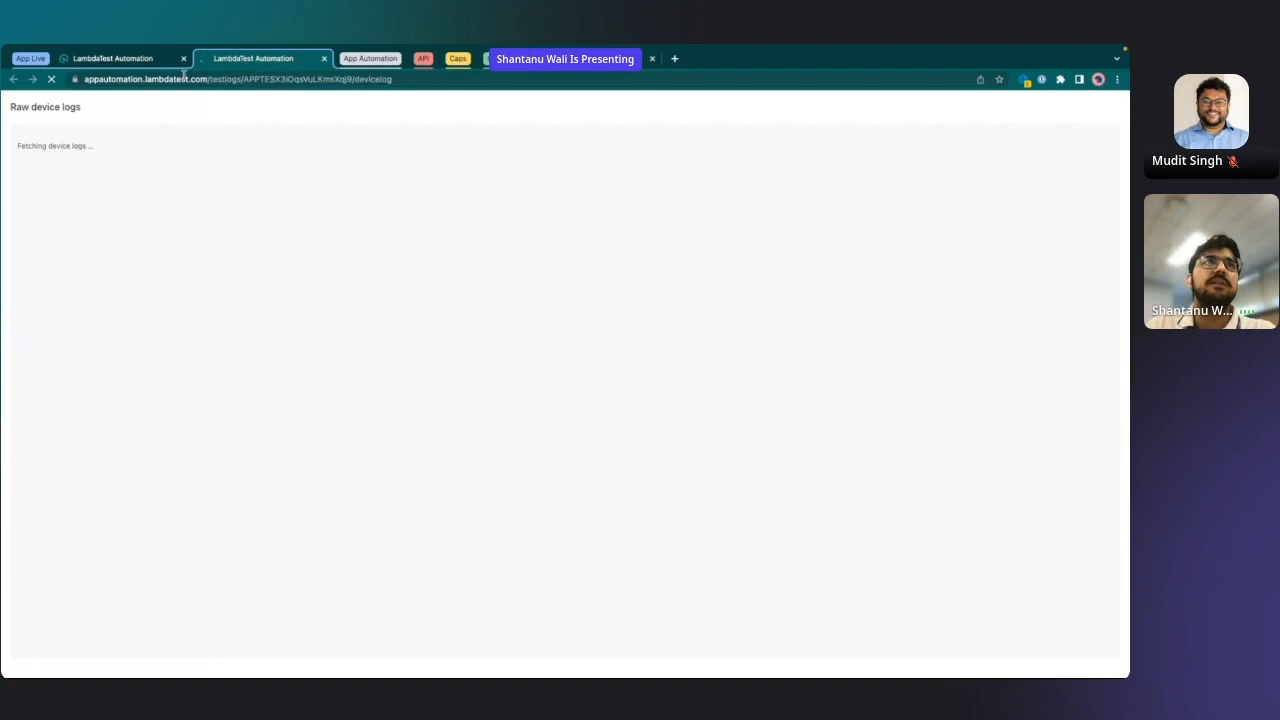 App Live
LambdaTest Automation
LambdaTest Automation
App Automation
API
Caps
Shantanu Wali Is Presenting
appautomation.lambdatest.com/testlogs/
/devicelog
Raw device logs
Fetching device logs ...
Mudit Singh
Shantanu W...